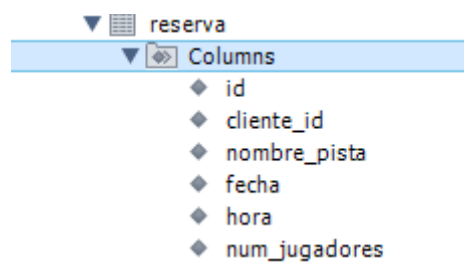 reserva
Columns
id
cliente_id
nombre_pista
fecha
hora
num_jugadores